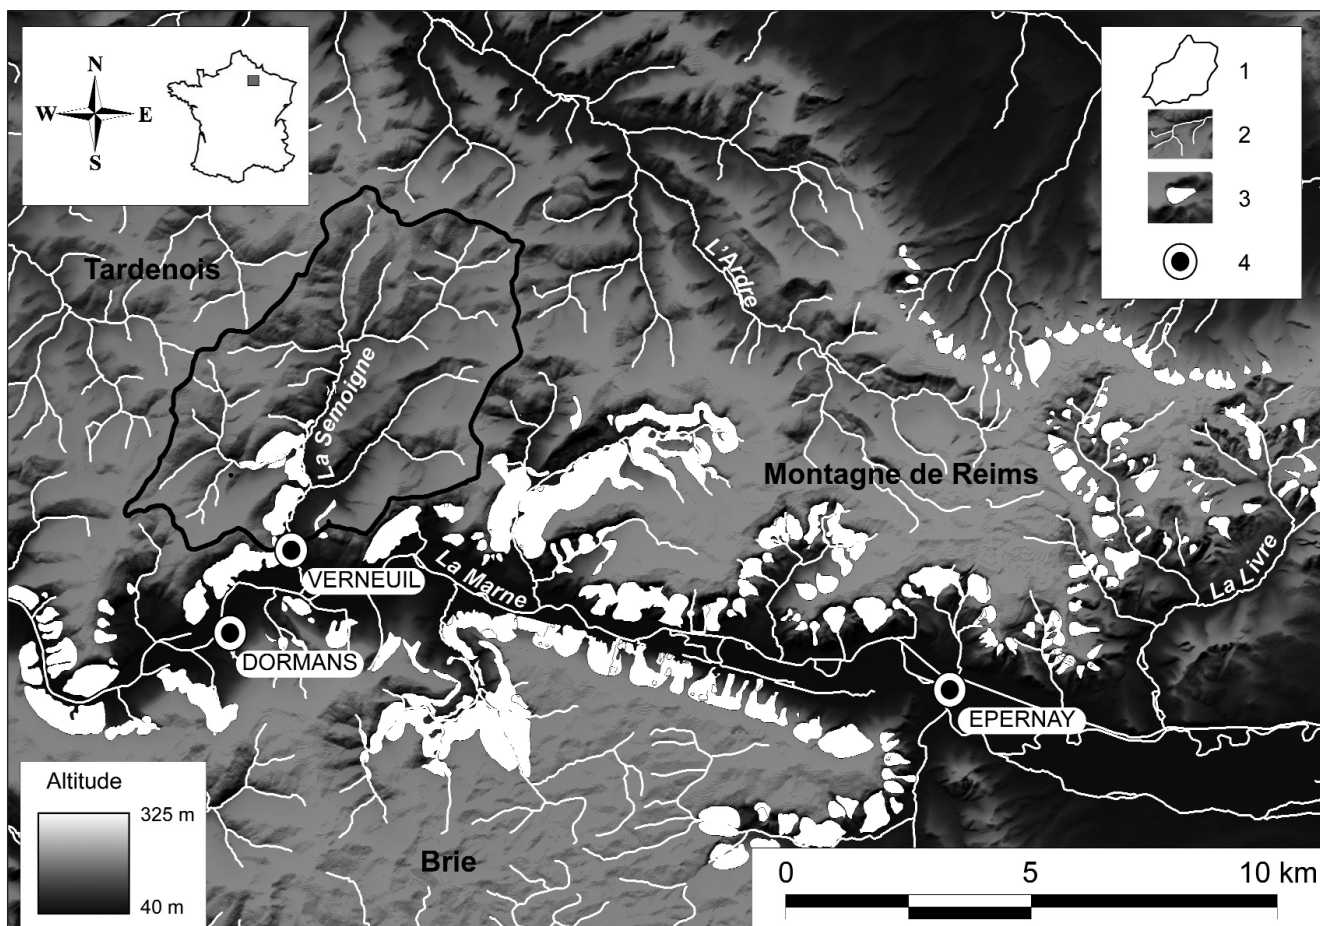 N
W E
S
1
2
3
4
Tardenois
L'Ardre
La Semoigne
Montagne de Reims
La Livre
VERNEUIL
La Marne
DORMANS
EPERNAY
Altitude
325 m
40 m
Brie
0 5 10 km